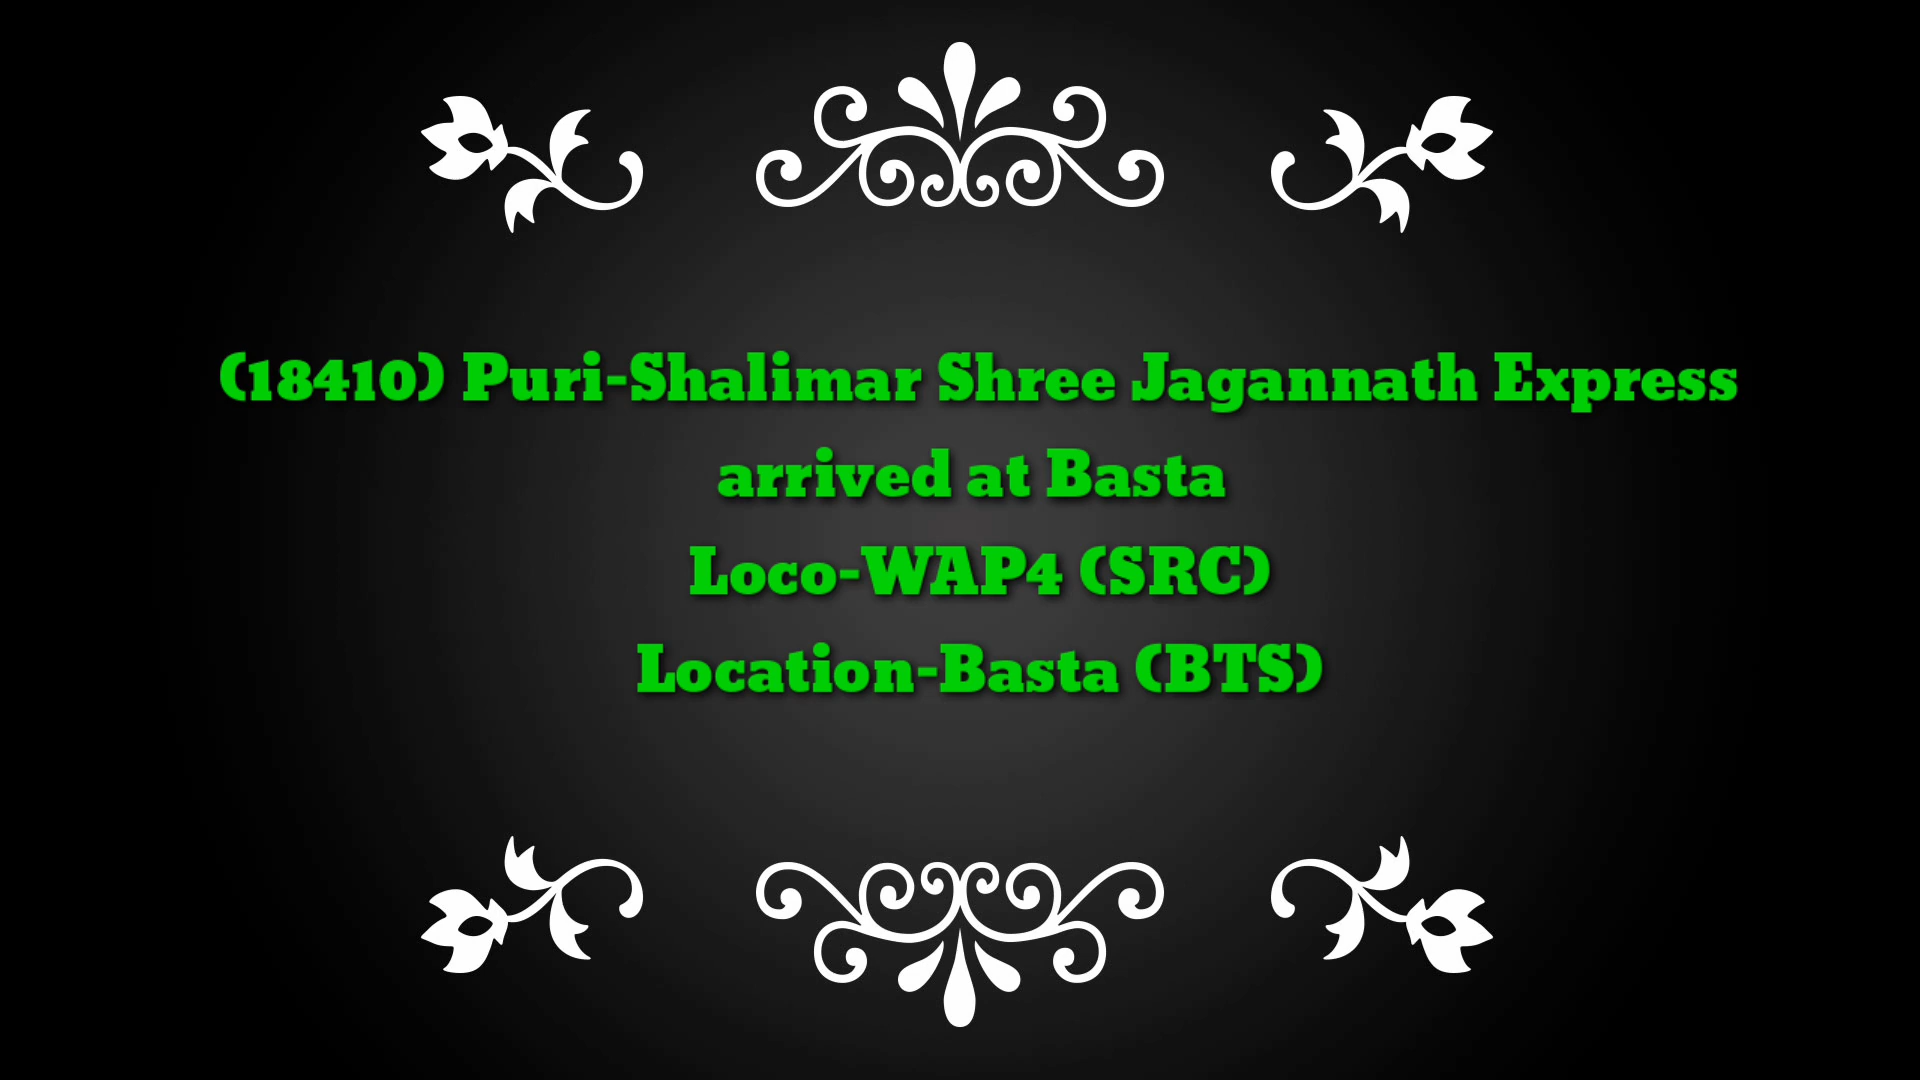 (18410) Puri-Shalimar Shree Jagannath Express
arrived at Basta
Loco-WAP4 (SRC)
Location-Basta (BTS)